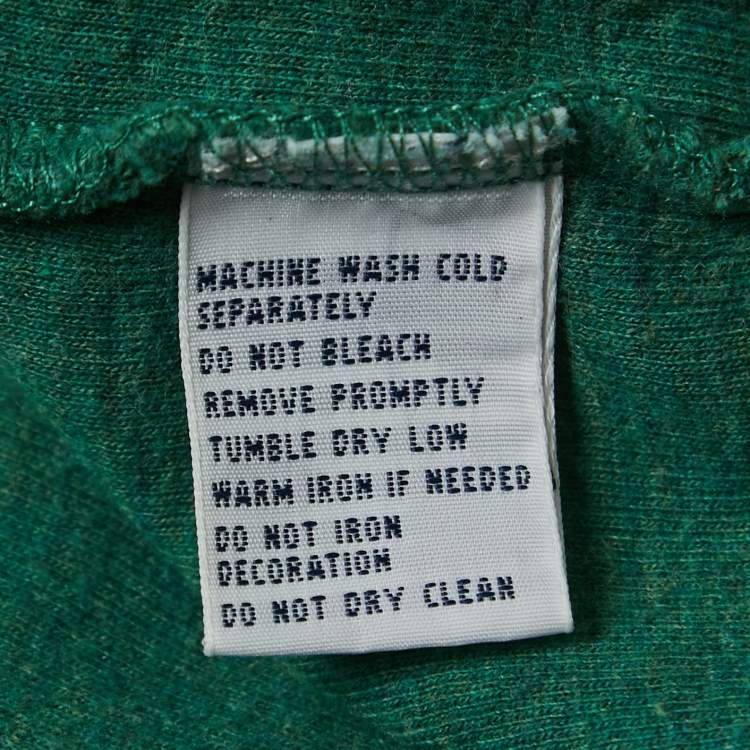 MACHINE WASH COLD
SEPARATELY
DO NOT BLEACH
REMOVE PROMPTLY
TUMBLE DRY LOW
WARM IRON IF NEEDED
DO NOT IRON
DECORATION
DO NOT DRY CLEAN